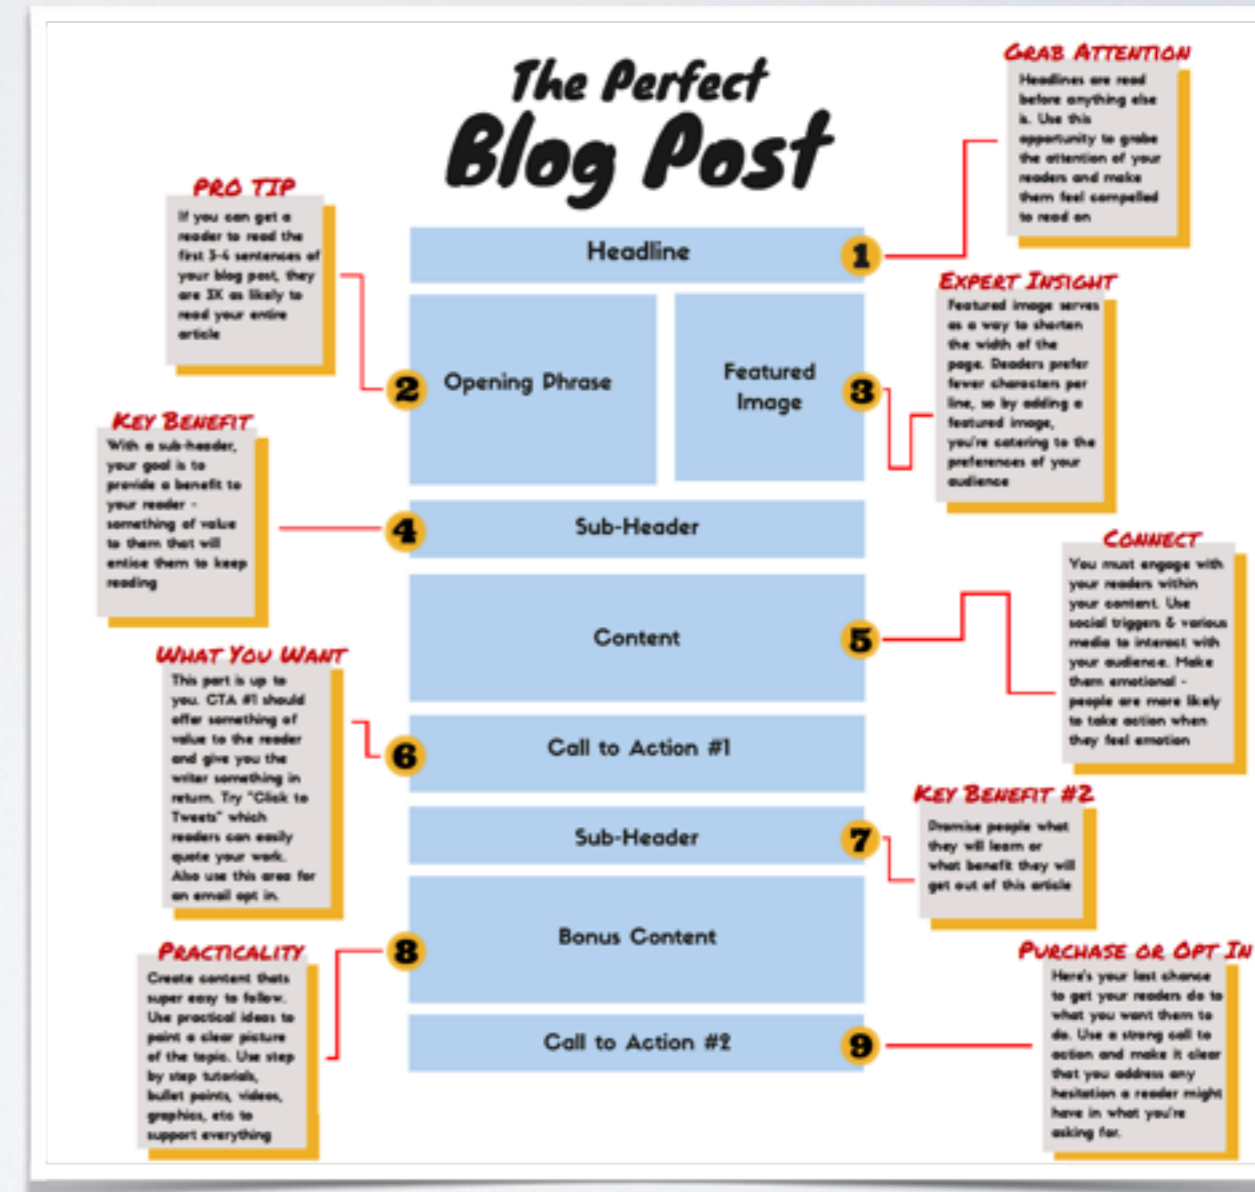 The Perfect
Blog Post
GRAB ATTENTION
Headlines are read
before anything else
is. Use this
opportunity to grabe
the attention of your
readers and make
them feel compelled
to read on
PRO TIP
If you can get a
reader to read the
first 3-4 sentences of
your blog post, they
are 3X as likely to
read your entire
article
Headline
1
EXPERT INSIGHT
Featured image serves
as a way to shorten
the width of the
page. Readers prefer
fewer characters per
line, so by adding a
featured image,
you're catering to the
preferences of your
audience
2
Opening Phrase
Featured
Image
3
KEY BENEFIT
With a sub-header,
your goal is to
provide a benefit to
your reader -
something of value
to them that will
entice them to keep
reading
4
Sub-Header
CONNECT
You must engage with
your readers within
your content. Use
social triggers & various
media to interact with
your audience. Make
them emotional -
people are more likely
to take action when
they feel emotion
Content
5
WHAT YOU WANT
This part is up to
you. CTA #1 should
offer something of
value to the reader
and give you the
writer something in
return. Try "Click to
Tweets" which
readers can easily
quote your work.
Also use this area for
an email opt in.
6
Call to Action #1
Sub-Header
7
KEY BENEFIT #2
Promise people what
they will learn or
what benefit they will
get out of this article
8
Bonus Content
PRACTICALITY
Create content thats
super easy to follow.
Use practical ideas to
paint a clear picture
of the topic. Use step
by step tutorials,
bullet points, videos,
graphics, etc to
support everything
Call to Action #2
9
PURCHASE OR OPT IN
Here's your last chance
to get your readers do to
what you want them to
do. Use a strong call to
action and make it clear
that you address any
hesitation a reader might
have in what you're
asking for.